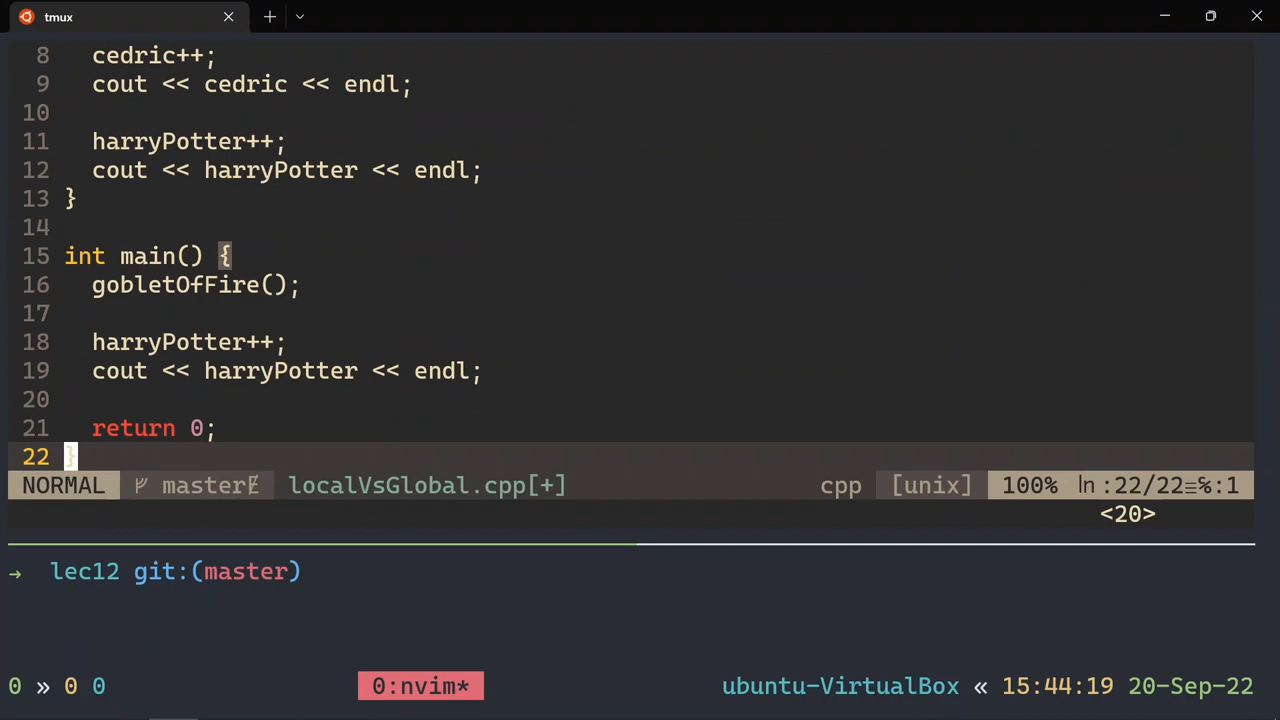 tmux
8 cedric++;
9 cout << cedric << endl;
10
11 harryPotter++;
12 cout << harryPotter << endl;
13 }
14
15 int main() {
16 gobletOfFire();
17
18 harryPotter++;
19 cout << harryPotter << endl;
20
21 return 0;
22 }
NORMAL master localVsGlobal.cpp[+] cpp [unix] 100% ln :22/22≡℅:1
<20>
→ lec12 git:(master)
0 » 0 0 0:nvim* ubuntu-VirtualBox « 15:44:19 20-Sep-22